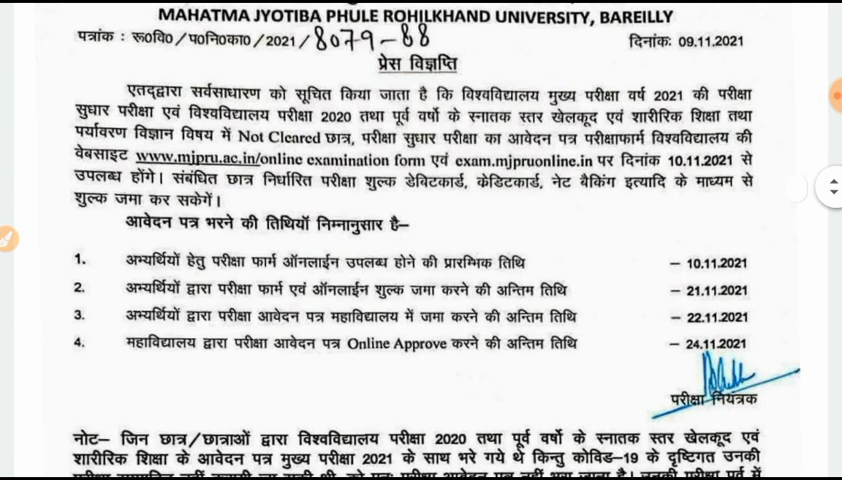 MAHATMA JYOTIBA PHULE ROHILKHAND UNIVERSITY, BAREILLY
पत्रांक : रू०वि०/प०नि०का०/2021/8079-88 दिनांकः 09.11.2021
प्रेस विज्ञप्ति
एतद्द्वारा सर्वसाधारण को सूचित किया जाता है कि विश्वविद्यालय मुख्य परीक्षा वर्ष 2021 की परीक्षा
सुधार परीक्षा एवं विश्वविद्यालय परीक्षा 2020 तथा पूर्व वर्षो के स्नातक स्तर खेलकूद एवं शारीरिक शिक्षा तथा
पर्यावरण विज्ञान विषय में Not Cleared छात्र, परीक्षा सुधार परीक्षा का आवेदन पत्र परीक्षाफार्म विश्वविद्यालय की
वेबसाइट www.mjpru.ac.in/online examination form एवं exam.mjpruonline.in पर दिनांक 10.11.2021 से
उपलब्ध होंगे। संबंधित छात्र निर्धारित परीक्षा शुल्क डेबिटकार्ड, केडिटकार्ड, नेट बैकिंग इत्यादि के माध्यम से
शुल्क जमा कर सकेगें।
आवेदन पत्र भरने की तिथियॉ निम्नानुसार है–
1. अभ्यर्थियों हेतु परीक्षा फार्म ऑनलाईन उपलब्ध होने की प्रारम्भिक तिथि – 10.11.2021
2. अभ्यर्थियों द्वारा परीक्षा फार्म एवं ऑनलाईन शुल्क जमा करने की अन्तिम तिथि – 21.11.2021
3. अभ्यर्थियों द्वारा परीक्षा आवेदन पत्र महाविद्यालय में जमा करने की अन्तिम तिथि – 22.11.2021
4. महाविद्यालय द्वारा परीक्षा आवेदन पत्र Online Approve करने की अन्तिम तिथि – 24.11.2021
परीक्षा नियंत्रक
नोट– जिन छात्र/छात्राओं द्वारा विश्वविद्यालय परीक्षा 2020 तथा पूर्व वर्षो के स्नातक स्तर खेलकूद एवं
शारीरिक शिक्षा के आवेदन पत्र मुख्य परीक्षा 2021 के साथ भरे गये थे किन्तु कोविड–19 के दृष्टिगत उनकी